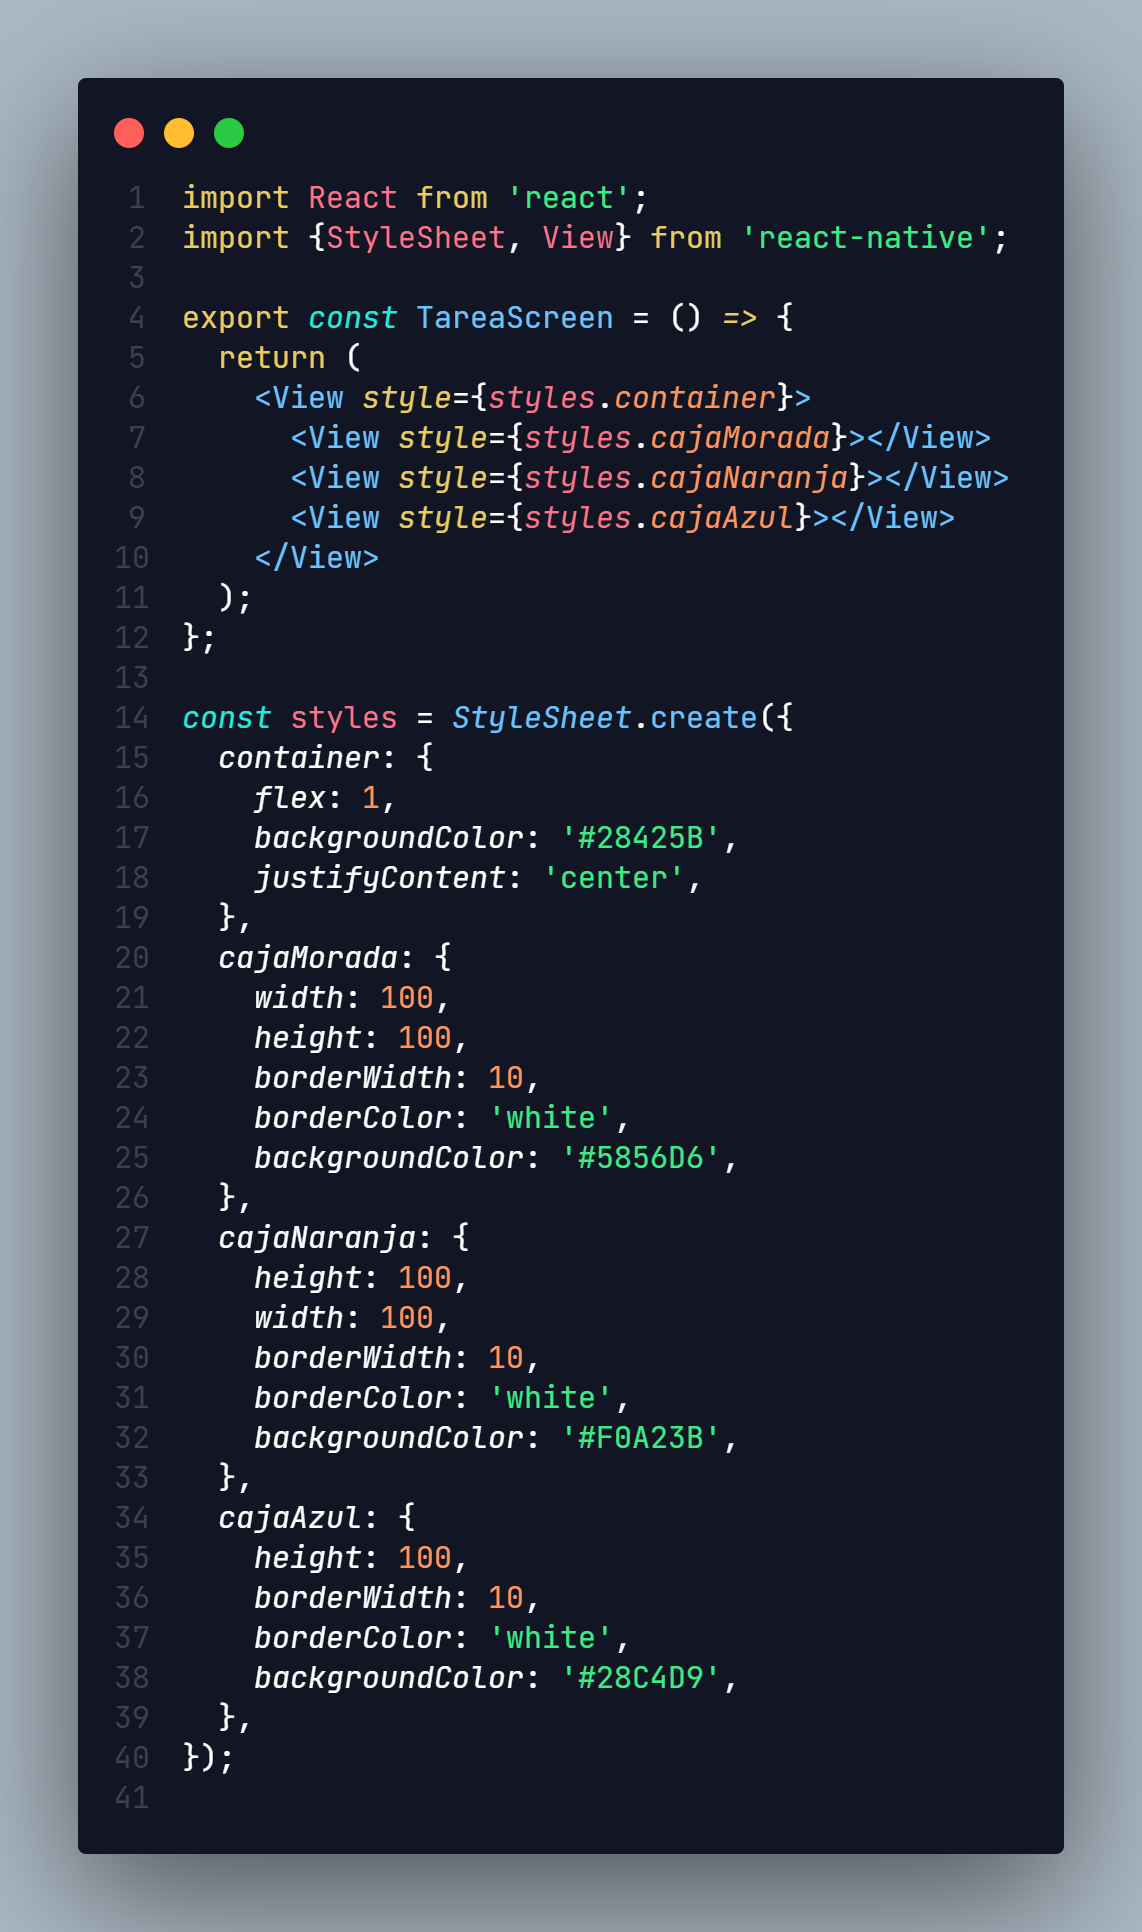 1 import React from 'react';
2 import {StyleSheet, View} from 'react-native';
3
4 export const TareaScreen = () => {
5   return (
6     <View style={styles.container}>
7       <View style={styles.cajaMorada}></View>
8       <View style={styles.cajaNaranja}></View>
9       <View style={styles.cajaAzul}></View>
10     </View>
11   );
12 };
13
14 const styles = StyleSheet.create({
15   container: {
16     flex: 1,
17     backgroundColor: '#28425B',
18     justifyContent: 'center',
19   },
20   cajaMorada: {
21     width: 100,
22     height: 100,
23     borderWidth: 10,
24     borderColor: 'white',
25     backgroundColor: '#5856D6',
26   },
27   cajaNaranja: {
28     height: 100,
29     width: 100,
30     borderWidth: 10,
31     borderColor: 'white',
32     backgroundColor: '#F0A23B',
33   },
34   cajaAzul: {
35     height: 100,
36     borderWidth: 10,
37     borderColor: 'white',
38     backgroundColor: '#28C4D9',
39   },
40 });
41